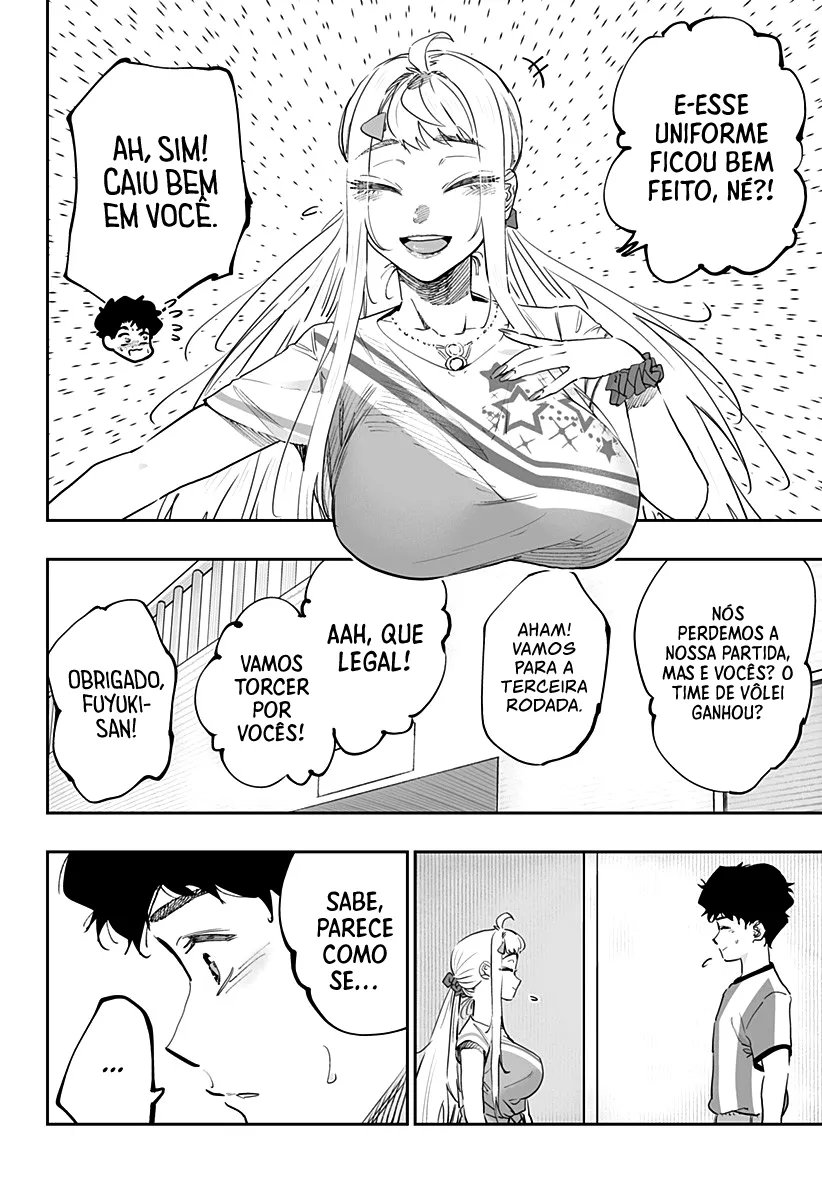 E-ESSE
UNIFORME
FICOU BEM
FEITO, NÉ?!
AH, SIM!
CAIU BEM
EM VOCÊ.
NÓS
PERDEMOS A
NOSSA PARTIDA,
MAS E VOCÊS? O
TIME DE VÔLEI
GANHOU?
AHAM!
VAMOS
PARA A
TERCEIRA
RODADA.
AAH, QUE
LEGAL!
VAMOS
TORCER
POR
VOCÊS!
OBRIGADO,
FUYUKI-
SAN!
SABE,
PARECE
COMO
SE...
...